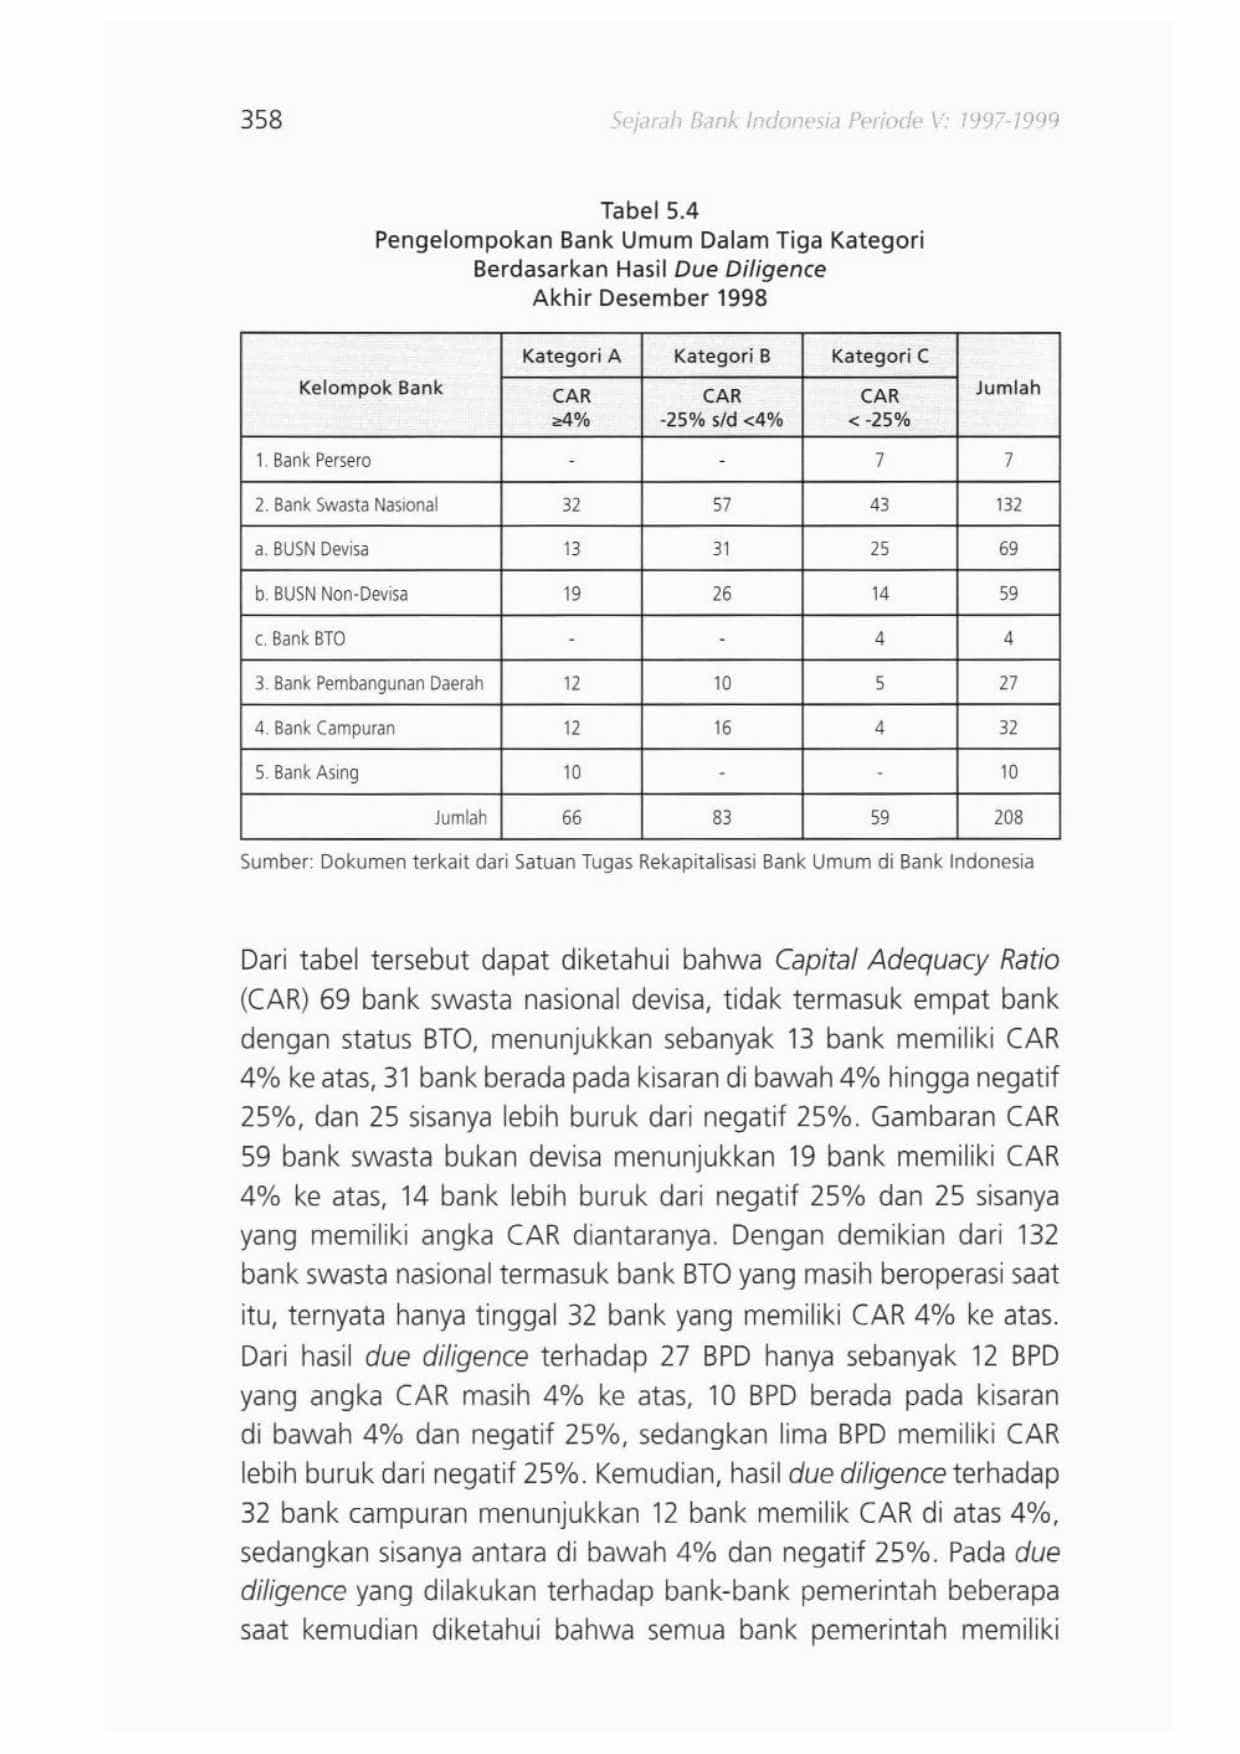 358 Sejarah Bank Indonesia Periode V: 1997-1999
Tabel 5.4
Pengelompokan Bank Umum Dalam Tiga Kategori
Berdasarkan Hasil Due Diligence
Akhir Desember 1998
Kelompok Bank Kategori A Kategori B Kategori C Jumlah
CAR CAR CAR
≥4% -25% s/d <4% < -25%
1. Bank Persero - - 7 7
2. Bank Swasta Nasional 32 57 43 132
a. BUSN Devisa 13 31 25 69
b. BUSN Non-Devisa 19 26 14 59
c. Bank BTO - - 4 4
3. Bank Pembangunan Daerah 12 10 5 27
4. Bank Campuran 12 16 4 32
5. Bank Asing 10 - - 10
Jumlah 66 83 59 208
Sumber: Dokumen terkait dari Satuan Tugas Rekapitalisasi Bank Umum di Bank Indonesia
Dari tabel tersebut dapat diketahui bahwa Capital Adequacy Ratio
(CAR) 69 bank swasta nasional devisa, tidak termasuk empat bank
dengan status BTO, menunjukkan sebanyak 13 bank memiliki CAR
4% ke atas, 31 bank berada pada kisaran di bawah 4% hingga negatif
25%, dan 25 sisanya lebih buruk dari negatif 25%. Gambaran CAR
59 bank swasta bukan devisa menunjukkan 19 bank memiliki CAR
4% ke atas, 14 bank lebih buruk dari negatif 25% dan 25 sisanya
yang memiliki angka CAR diantaranya. Dengan demikian dari 132
bank swasta nasional termasuk bank BTO yang masih beroperasi saat
itu, ternyata hanya tinggal 32 bank yang memiliki CAR 4% ke atas.
Dari hasil due diligence terhadap 27 BPD hanya sebanyak 12 BPD
yang angka CAR masih 4% ke atas, 10 BPD berada pada kisaran
di bawah 4% dan negatif 25%, sedangkan lima BPD memiliki CAR
lebih buruk dari negatif 25%. Kemudian, hasil due diligence terhadap
32 bank campuran menunjukkan 12 bank memilik CAR di atas 4%,
sedangkan sisanya antara di bawah 4% dan negatif 25%. Pada due
diligence yang dilakukan terhadap bank-bank pemerintah beberapa
saat kemudian diketahui bahwa semua bank pemerintah memiliki